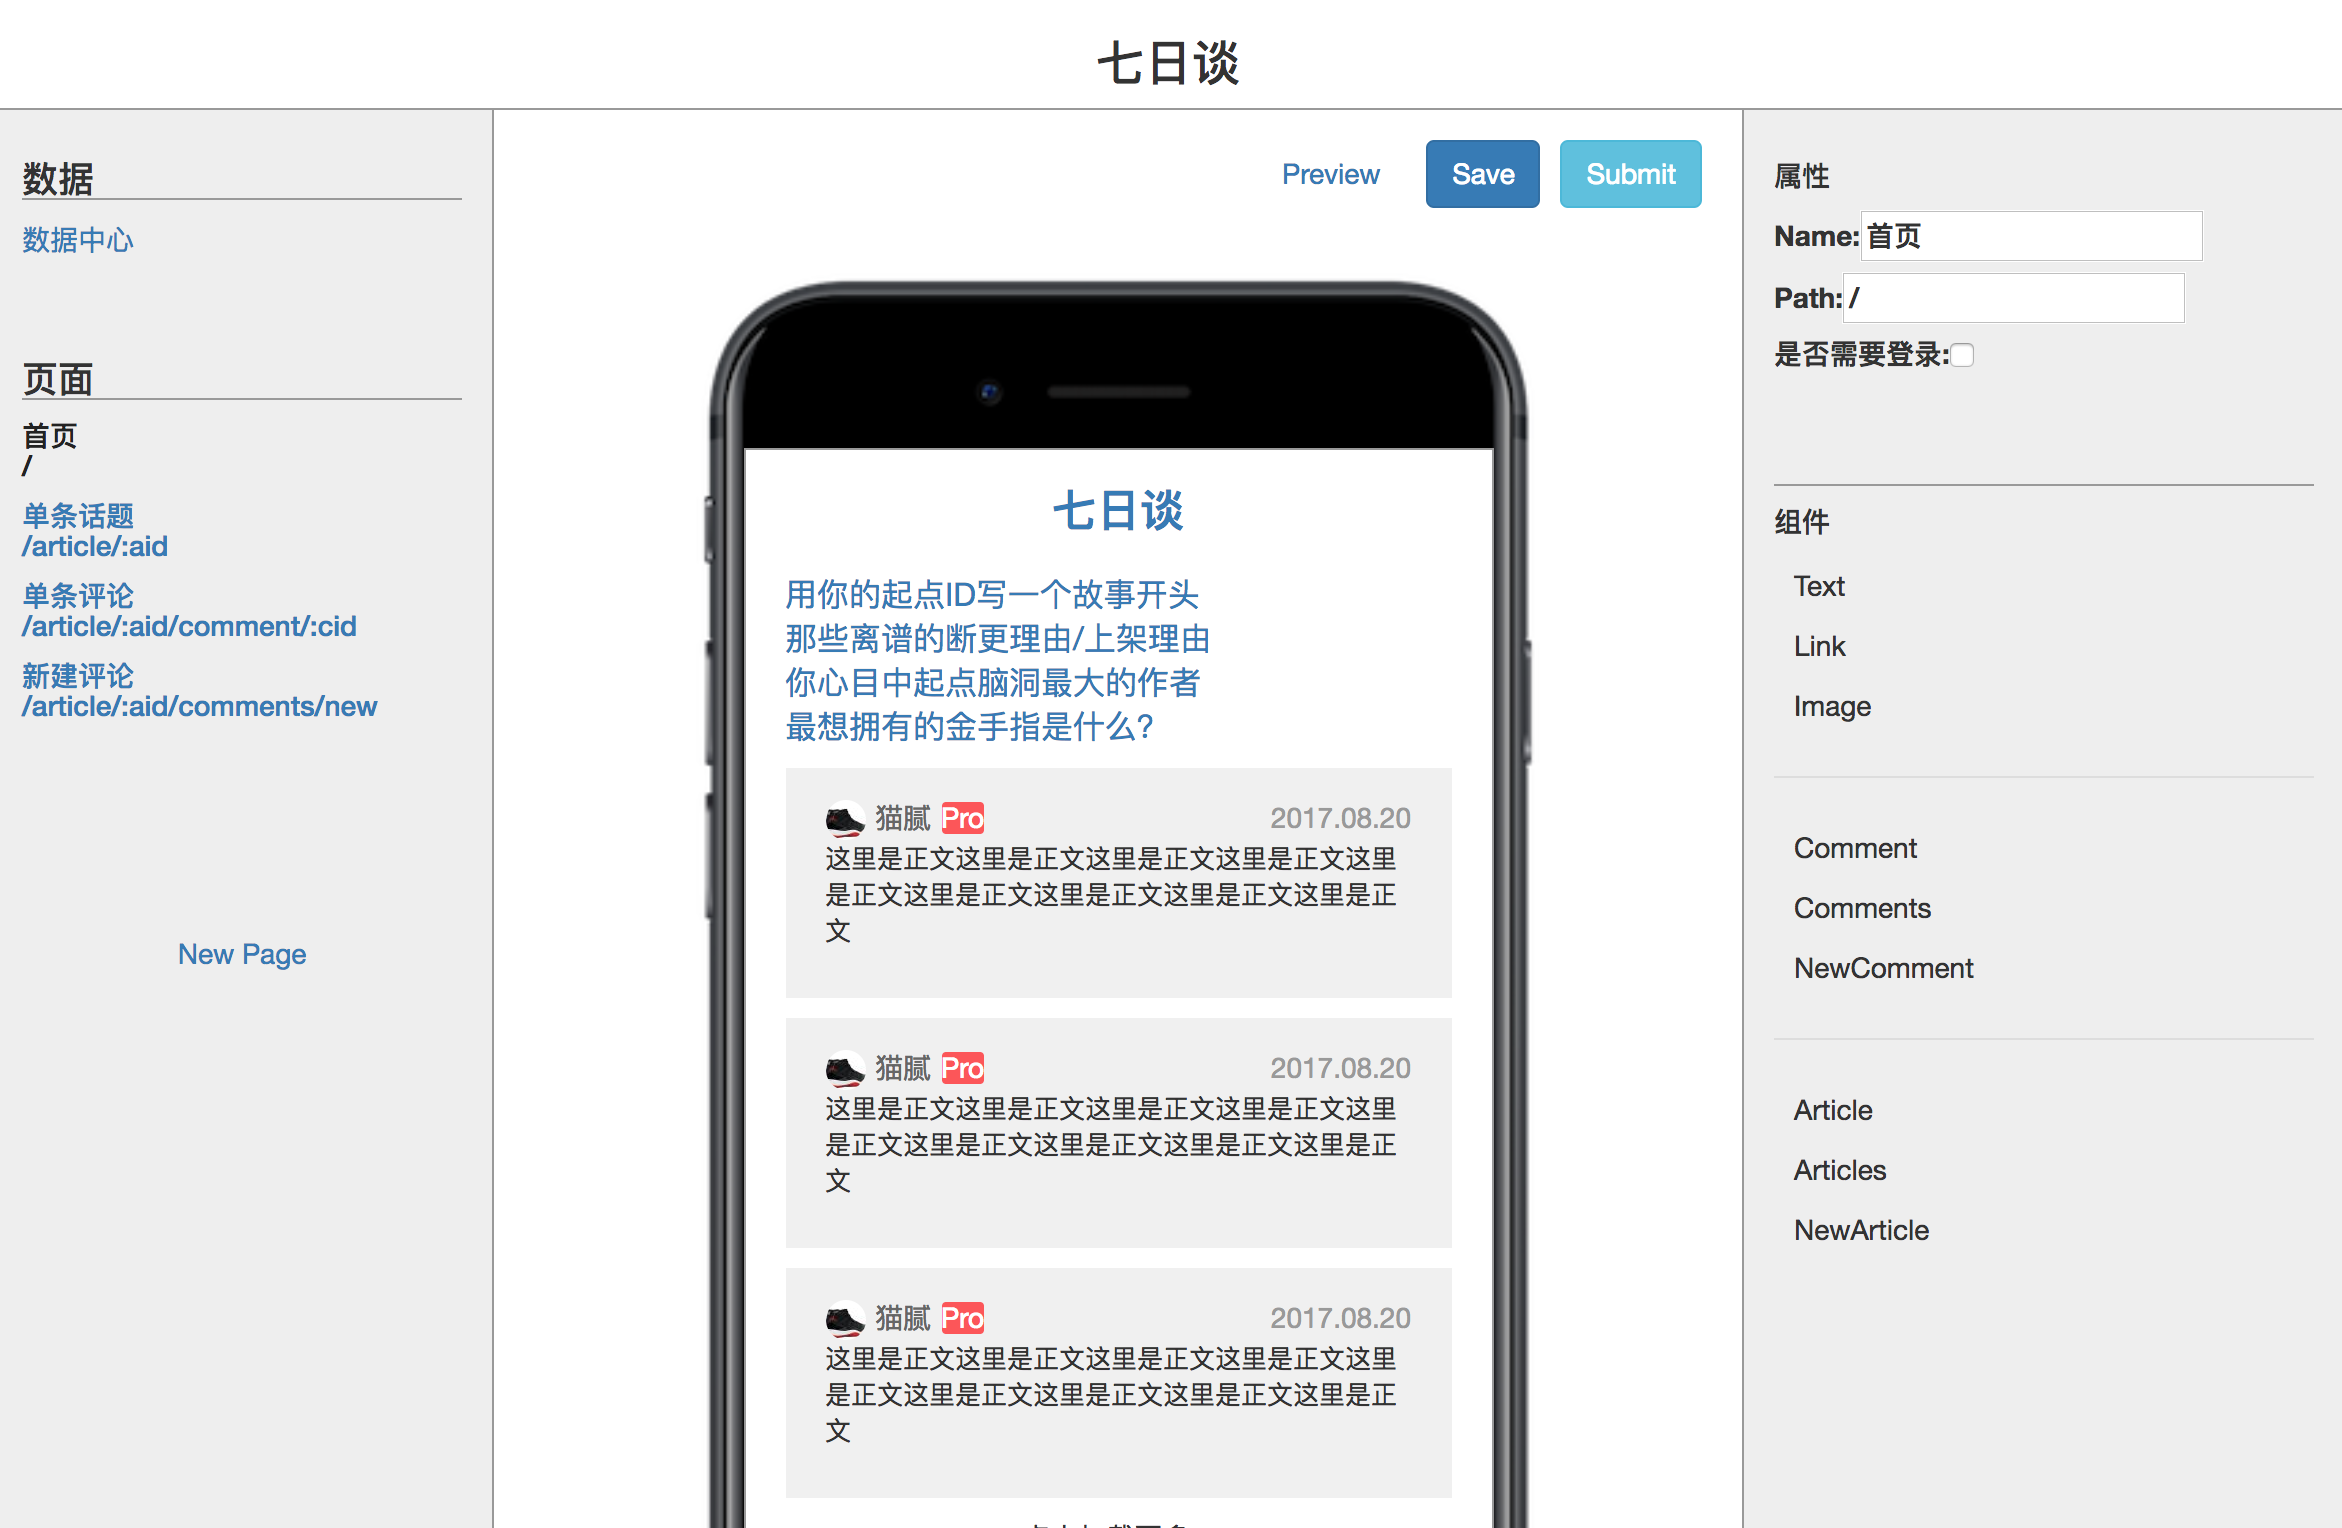 七日谈
数据
数据中心
页面
首页
/
单条话题
/article/:aid
单条评论
/article/:aid/comment/:cid
新建评论
/article/:aid/comments/new
New Page
Preview
Save
Submit
七日谈
用你的起点ID写一个故事开头
那些离谱的断更理由/上架理由
你心目中起点脑洞最大的作者
最想拥有的金手指是什么?
猫腻 Pro 2017.08.20
这里是正文这里是正文这里是正文这里是正文这里
是正文这里是正文这里是正文这里是正文这里是正
文
猫腻 Pro 2017.08.20
这里是正文这里是正文这里是正文这里是正文这里
是正文这里是正文这里是正文这里是正文这里是正
文
猫腻 Pro 2017.08.20
这里是正文这里是正文这里是正文这里是正文这里
是正文这里是正文这里是正文这里是正文这里是正
文
属性
Name: 首页
Path: /
是否需要登录:
组件
Text
Link
Image
Comment
Comments
NewComment
Article
Articles
NewArticle